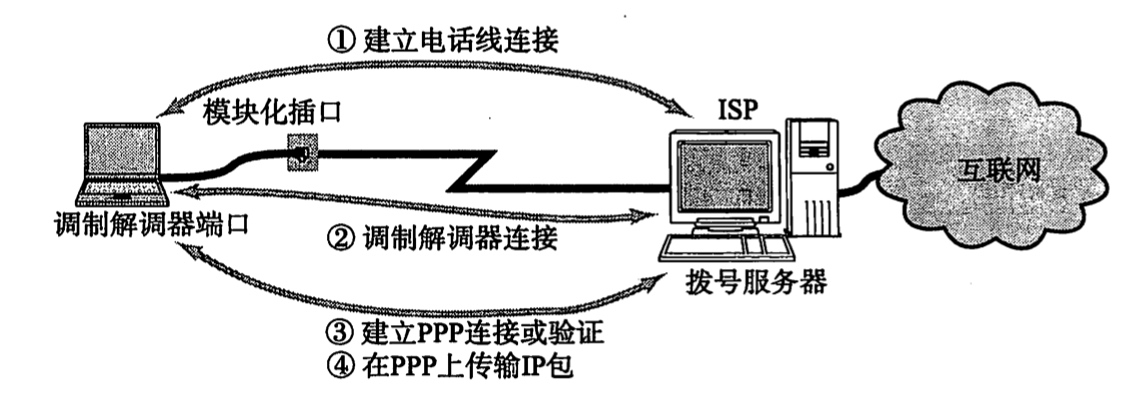 ① 建立电话线连接
模块化插口
ISP
互联网
调制解调器端口
② 调制解调器连接
拨号服务器
③ 建立PPP连接或验证
④ 在PPP上传输IP包